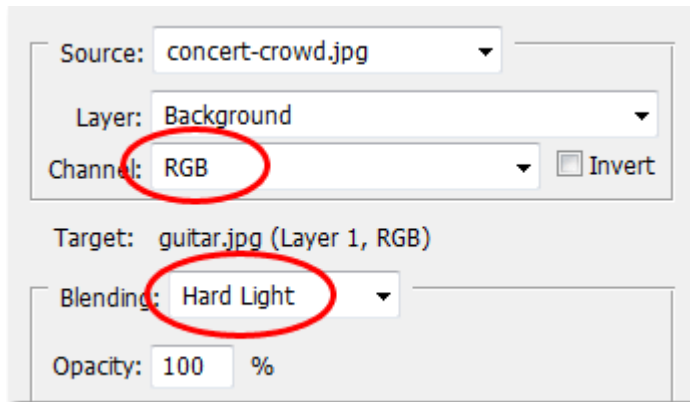 Source: concert-crowd.jpg
Layer: Background
Channel: RGB Invert
Target: guitar.jpg (Layer 1, RGB)
Blending: Hard Light
Opacity: 100 %